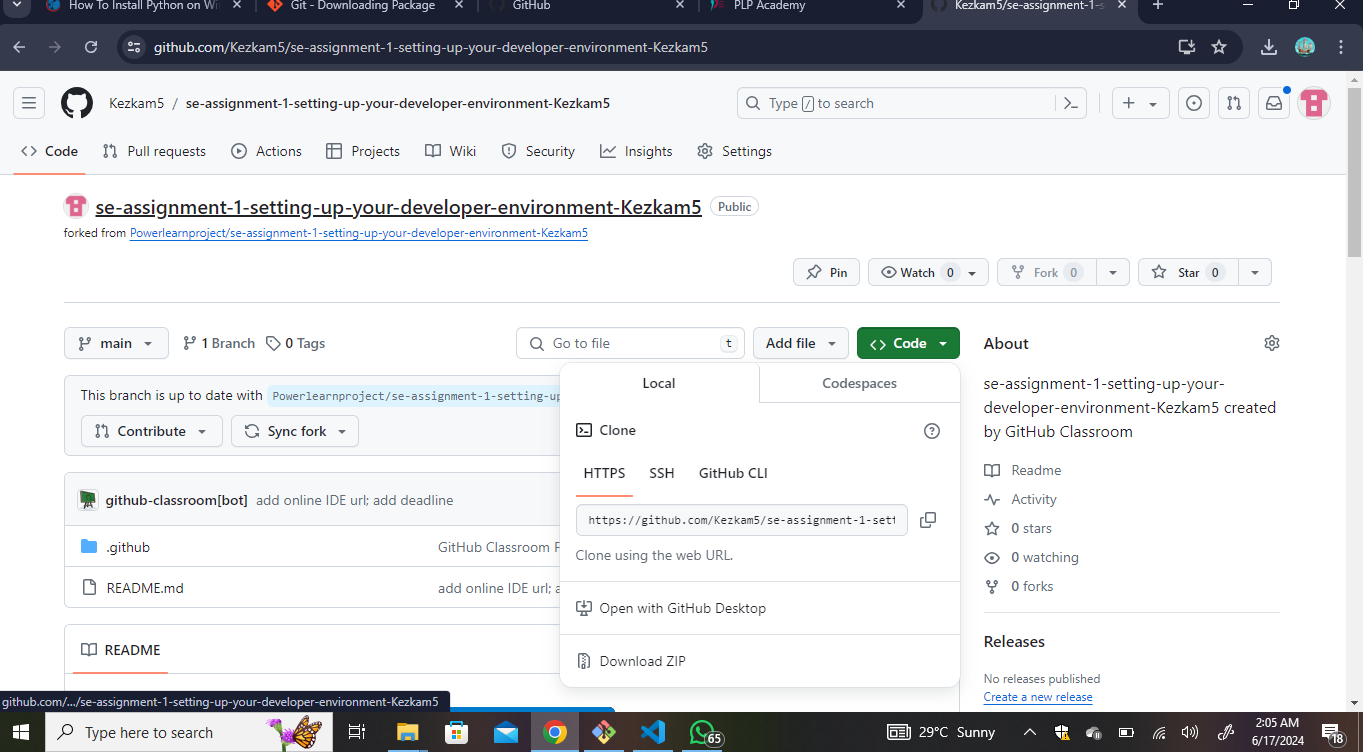 How To Install Python on Wi
Git - Downloading Package
GitHub
PLP Academy
Kezkam5/se-assignment-1-s
github.com/Kezkam5/se-assignment-1-setting-up-your-developer-environment-Kezkam5
Kezkam5 / se-assignment-1-setting-up-your-developer-environment-Kezkam5
Type / to search
Code
Pull requests
Actions
Projects
Wiki
Security
Insights
Settings
se-assignment-1-setting-up-your-developer-environment-Kezkam5
Public
forked from Powerlearnproject/se-assignment-1-setting-up-your-developer-environment-Kezkam5
Pin
Watch 0
Fork 0
Star 0
main
1 Branch
0 Tags
Go to file
t
Add file
Code
About
Local
Codespaces
This branch is up to date with Powerlearnproject/se-assignment-1-setting-up
se-assignment-1-setting-up-your-
developer-environment-Kezkam5 created
by GitHub Classroom
Contribute
Sync fork
Clone
HTTPS
SSH
GitHub CLI
Readme
github-classroom[bot] add online IDE url; add deadline
Activity
https://github.com/Kezkam5/se-assignment-1-sett
0 stars
.github
GitHub Classroom F
Clone using the web URL.
0 watching
README.md
add online IDE url; a
0 forks
Open with GitHub Desktop
README
Releases
Download ZIP
No releases published
Create a new release
github.com/.../se-assignment-1-setting-up-your-developer-environment-Kezkam5
Type here to search
65
29°C Sunny
2:05 AM
6/17/2024
18